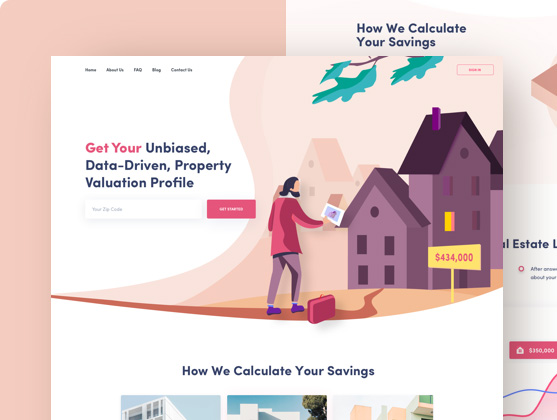 How We Calculate
Your Savings
Home About Us FAQ Blog Contact Us
SIGN IN
Get Your Unbiased,
Data-Driven, Property
Valuation Profile
Your Zip Code
GET STARTED
$434,000
al Estate L
After answe
about your
$350,000
How We Calculate Your Savings